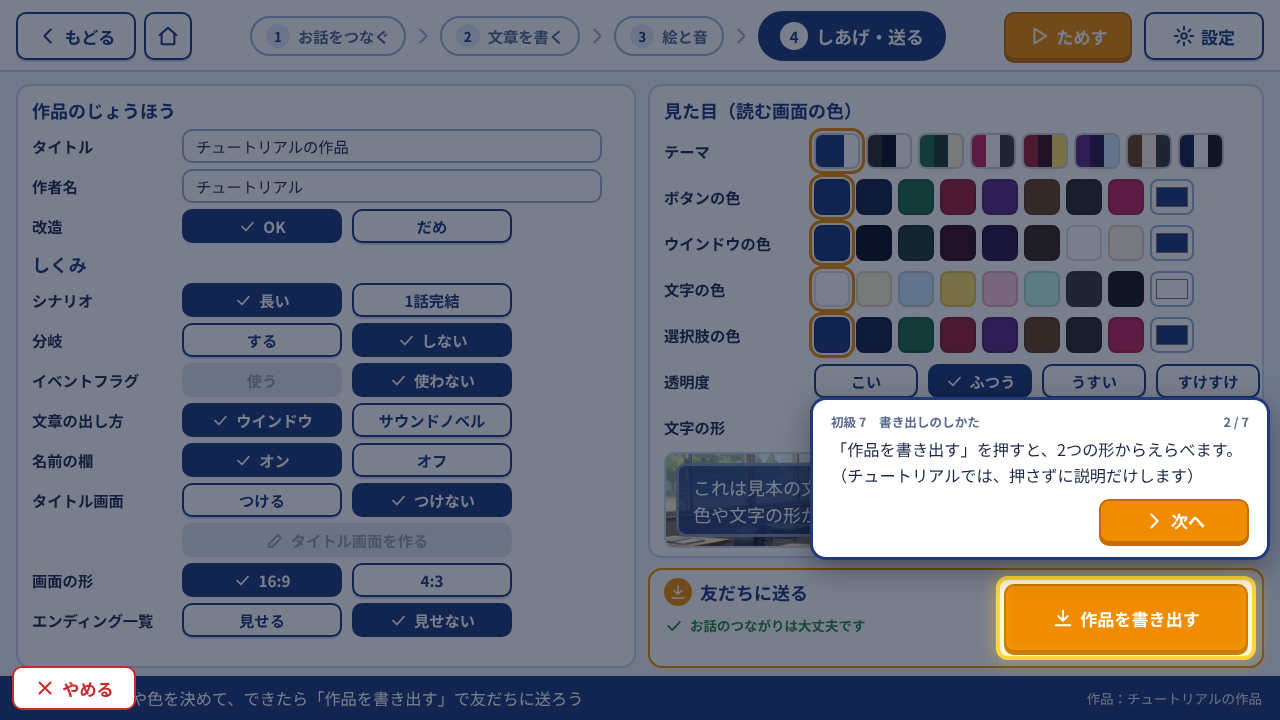 もどる
1 お話をつなぐ
2 文章を書く
3 絵と音
4 しあげ・送る
ためす
設定
作品のじょうほう
タイトル チュートリアルの作品
作者名 チュートリアル
改造 OK だめ
しくみ
シナリオ 長い 1話完結
分岐 する しない
イベントフラグ 使う 使わない
文章の出し方 ウインドウ サウンドノベル
名前の欄 オン オフ
タイトル画面 つける つけない
タイトル画面を作る
画面の形 16:9 4:3
エンディング一覧 見せる 見せない
見た目（読む画面の色）
テーマ
ボタンの色
ウインドウの色
文字の色
選択肢の色
透明度 こい ふつう うすい すけすけ
文字の形
これは見本の文
色や文字の形が
初級 7 書き出しのしかた 2 / 7
「作品を書き出す」を押すと、2つの形からえらべます。
（チュートリアルでは、押さずに説明だけします）
次へ
友だちに送る
お話のつながりは大丈夫です
作品を書き出す
やめる
や色を決めて、できたら「作品を書き出す」で友だちに送ろう
作品：チュートリアルの作品